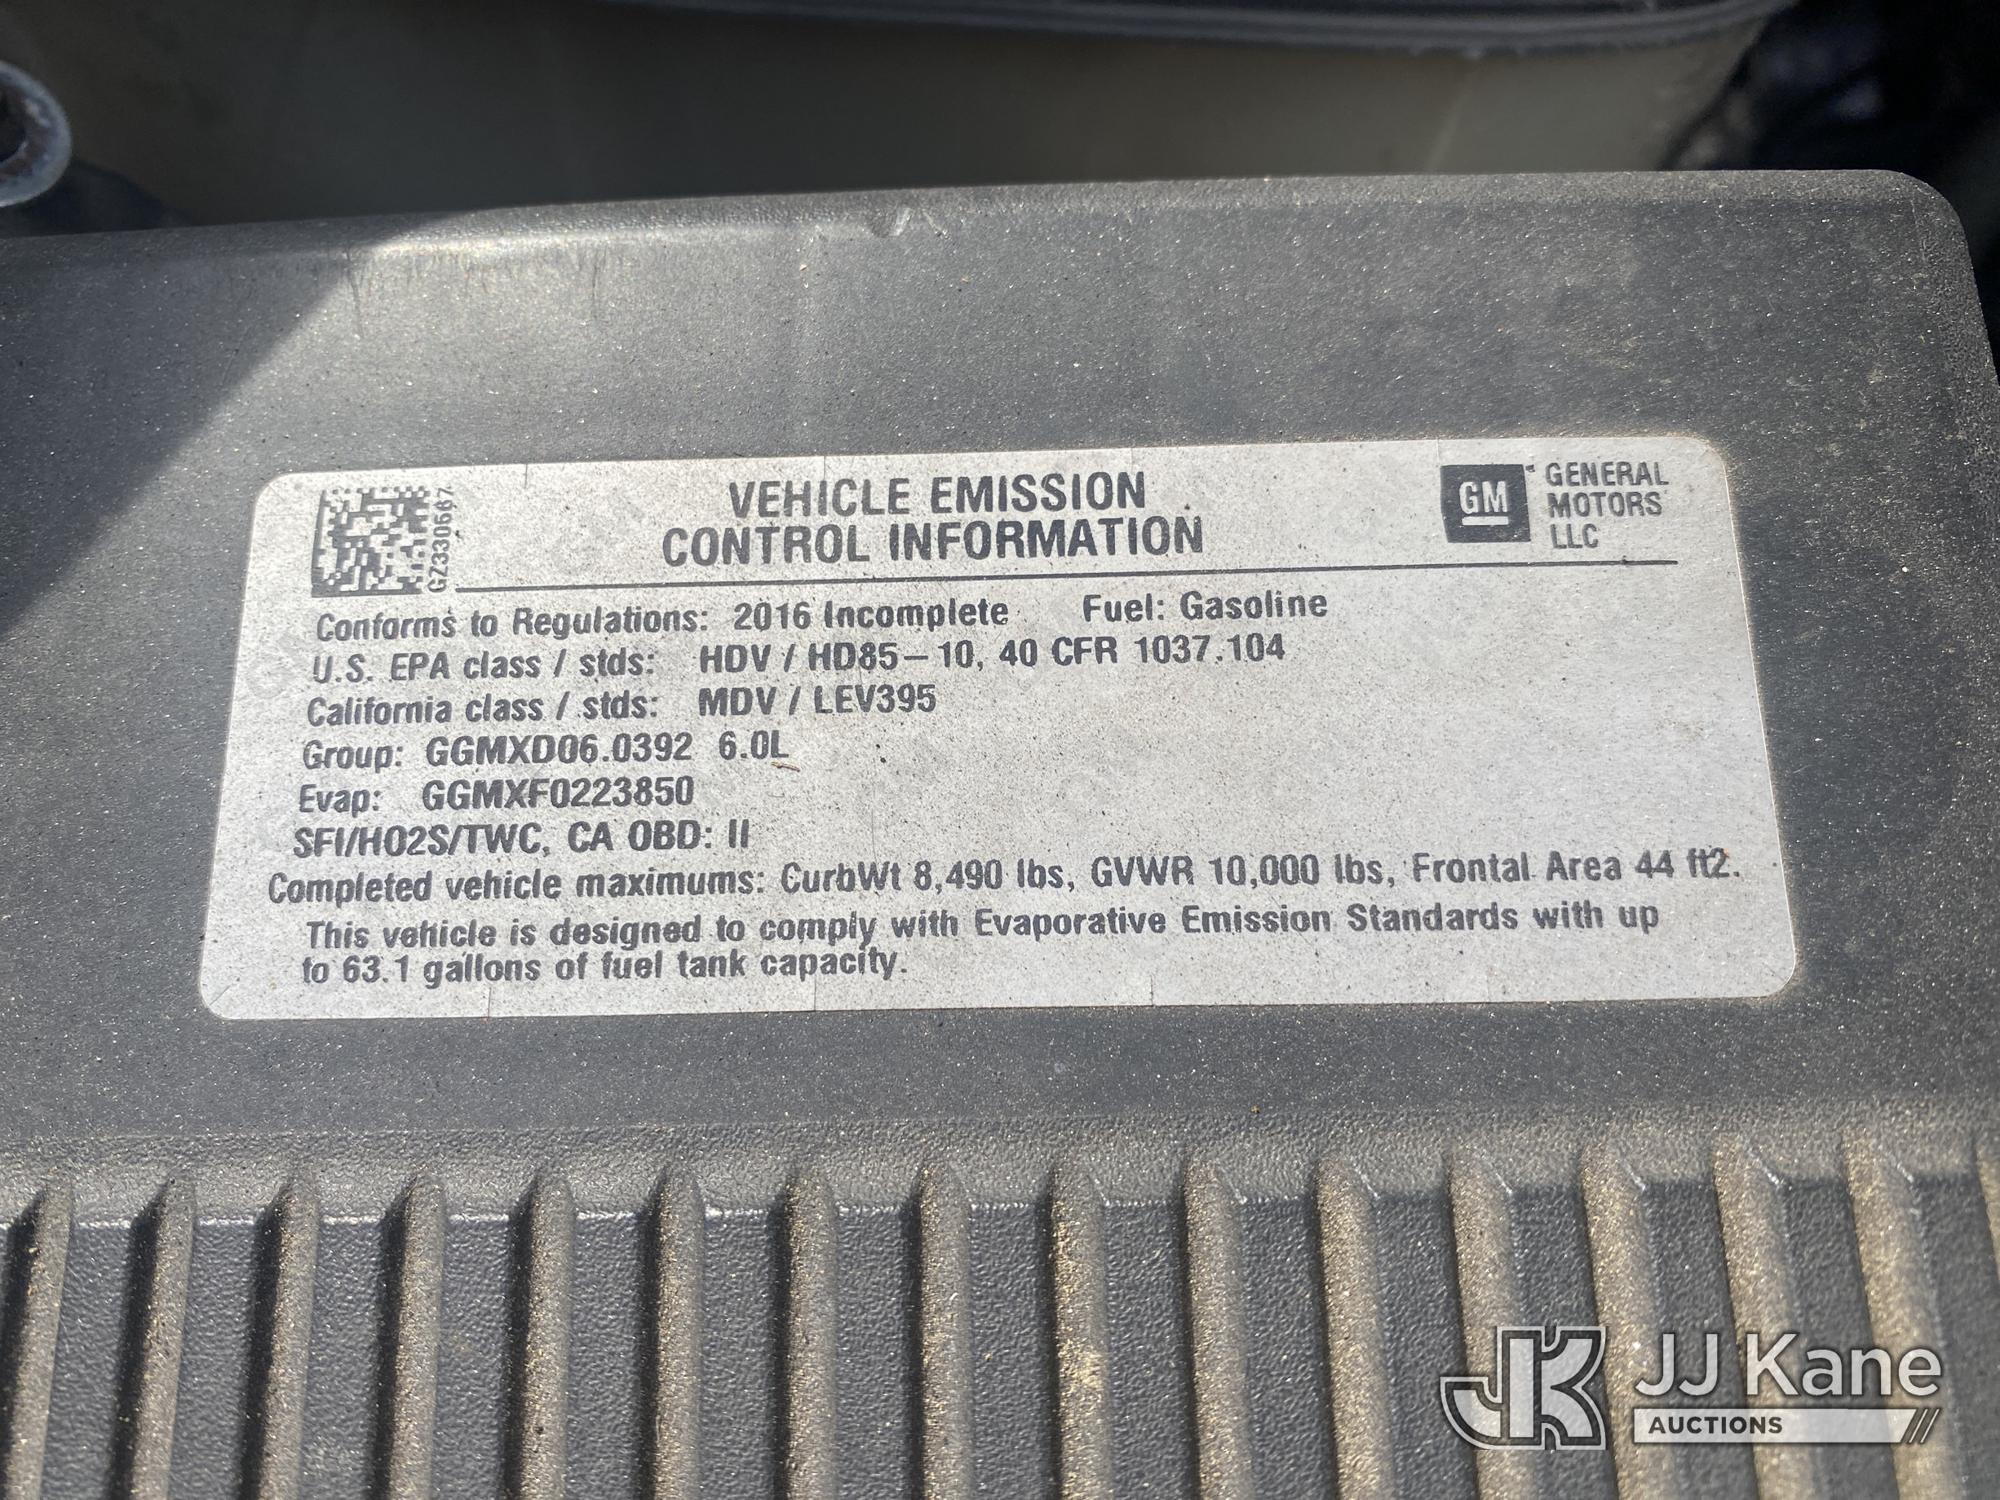 GZ330667
VEHICLE EMISSION
CONTROL INFORMATION
GM
GENERAL
MOTORS
LLC
Conforms to Regulations: 2016 Incomplete Fuel: Gasoline
U.S. EPA class / stds: HDV / HD85-10, 40 CFR 1037.104
California class / stds: MDV / LEV395
Group: GGMXD06.0392 6.0L
Evap: GGMXF0223850
SFI/HO2S/TWC, CA OBD: II
Completed vehicle maximums: CurbWt 8,490 lbs, GVWR 10,000 lbs, Frontal Area 44 ft2.
This vehicle is designed to comply with Evaporative Emission Standards with up
to 63.1 gallons of fuel tank capacity.
JK JJ Kane
AUCTIONS